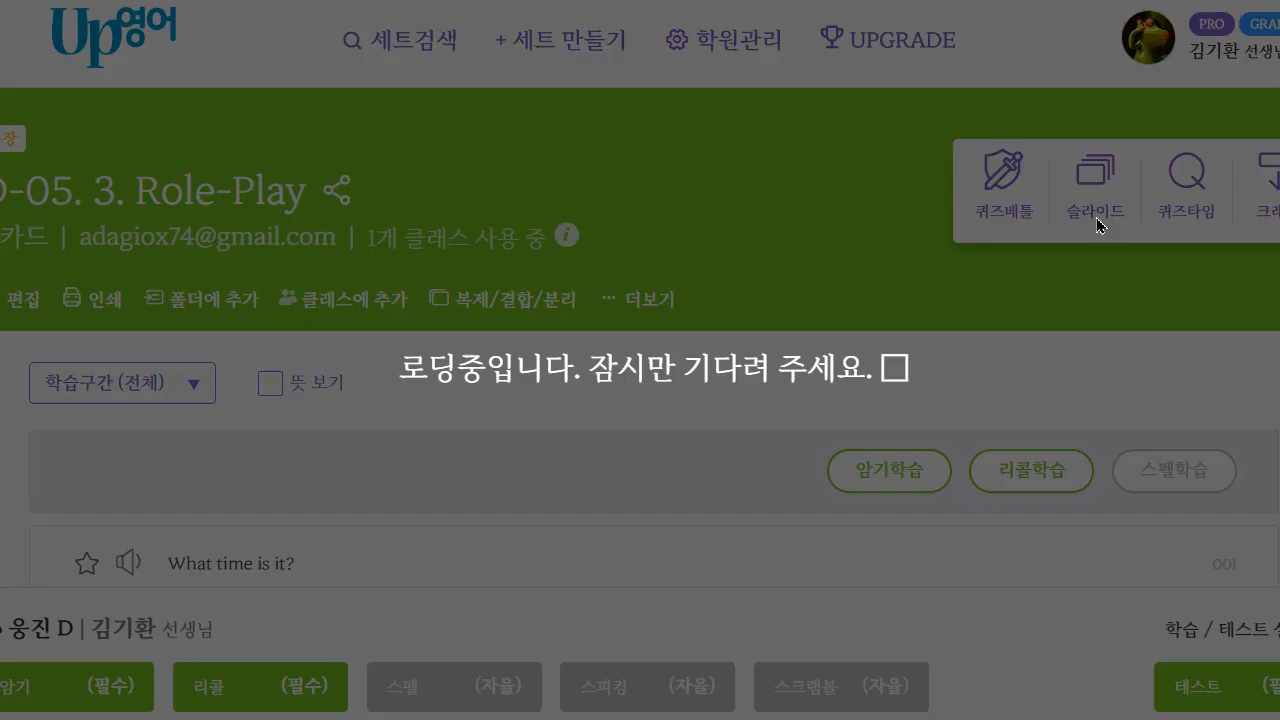 Up영어
세트검색
+ 세트 만들기
학원관리
UPGRADE
PRO
김기환 선생님
-05. 3. Role-Play
카드 | adagiox74@gmail.com | 1개 클래스 사용 중
퀴즈배틀
슬라이드
퀴즈타임
편집
인쇄
폴더에 추가
클래스에 추가
복제/결합/분리
··· 더보기
로딩중입니다. 잠시만 기다려 주세요.
학습구간 (전체) ▼
뜻 보기
암기학습
리콜학습
스펠학습
What time is it?
001
웅진 D | 김기환 선생님
학습 / 테스트
암기 (필수)
리콜 (필수)
스펠 (자율)
스피킹 (자율)
스크램블 (자율)
테스트